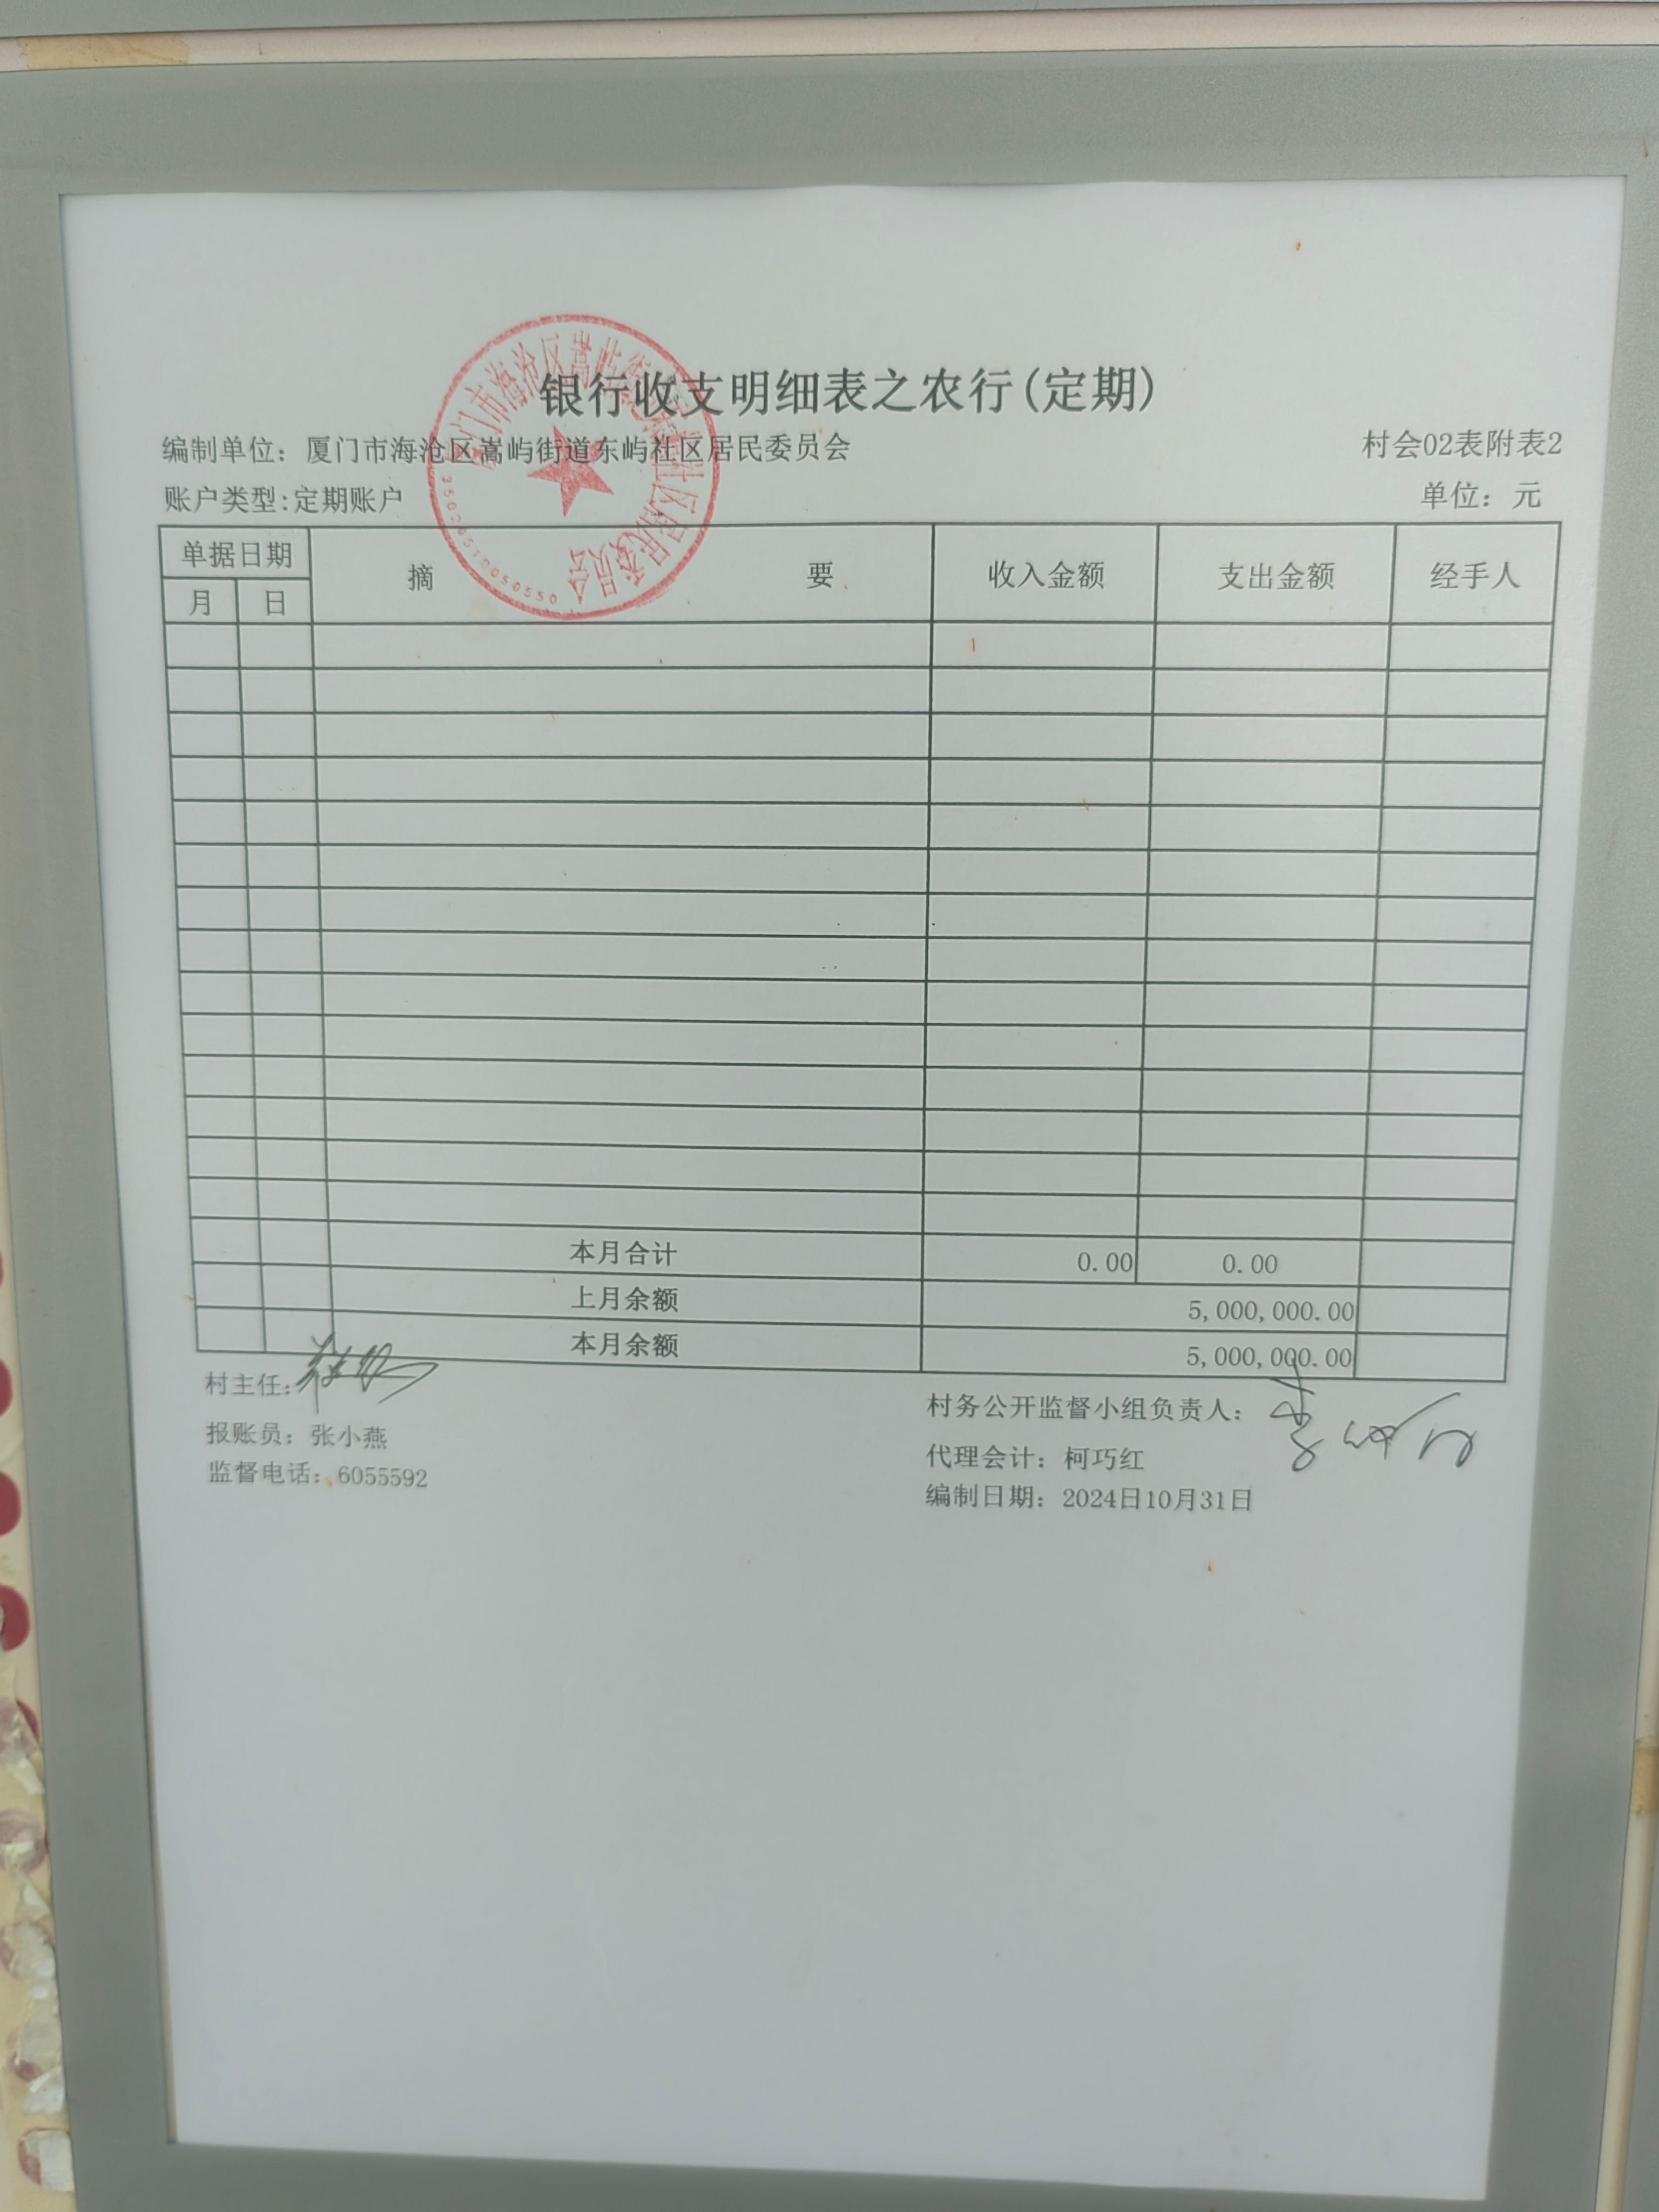 银行收支明细表之农行(定期)
编制单位：厦门市海沧区嵩屿街道东屿社区居民委员会
村会02表附表2
账户类型:定期账户
单位：元
单据日期
摘 要
收入金额
支出金额
经手人
月 日
本月合计 0.00 0.00
上月余额 5,000,000.00
本月余额 5,000,000.00
村主任:
村务公开监督小组负责人：
报账员：张小燕
代理会计：柯巧红
监督电话：6055592
编制日期：2024日10月31日